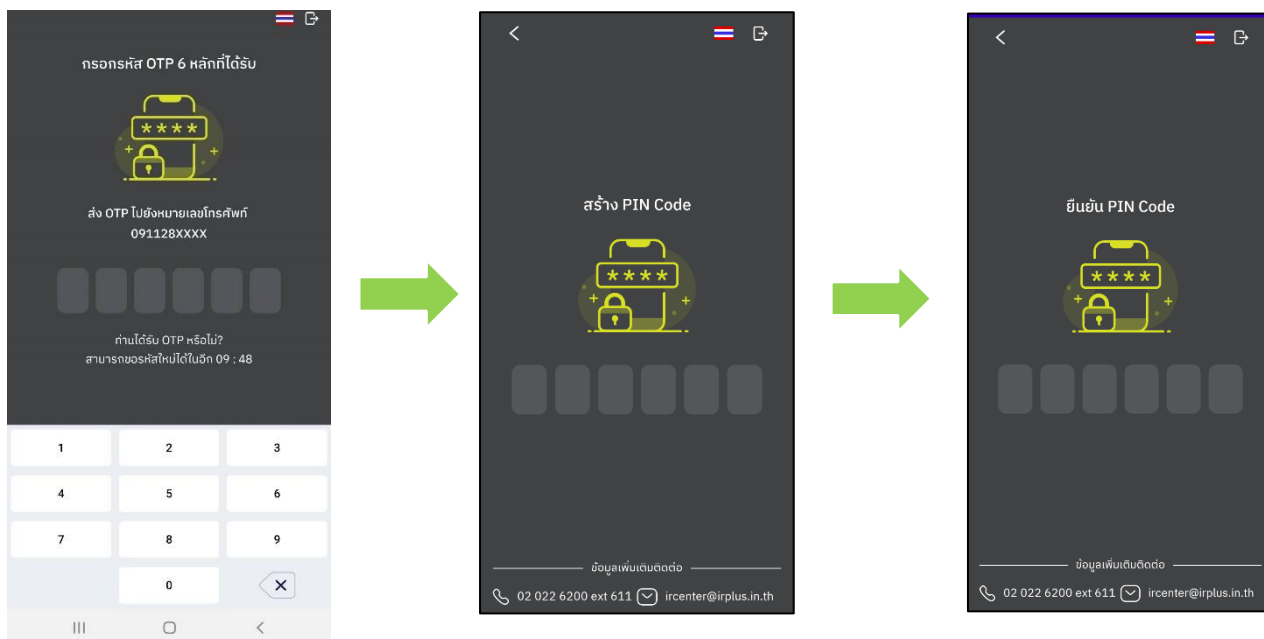 กรอกรหัส OTP 6 หลักที่ได้รับ
****
ส่ง OTP ไปยังหมายเลขโทรศัพท์
091128XXXX
ท่านได้รับ OTP หรือไม่?
สามารถขอรหัสใหม่ได้ในอีก 09 : 48
1 2 3
4 5 6
7 8 9
0
สร้าง PIN Code
****
ข้อมูลเพิ่มเติมติดต่อ
02 022 6200 ext 611 ircenter@irplus.in.th
ยืนยัน PIN Code
****
ข้อมูลเพิ่มเติมติดต่อ
02 022 6200 ext 611 ircenter@irplus.in.th